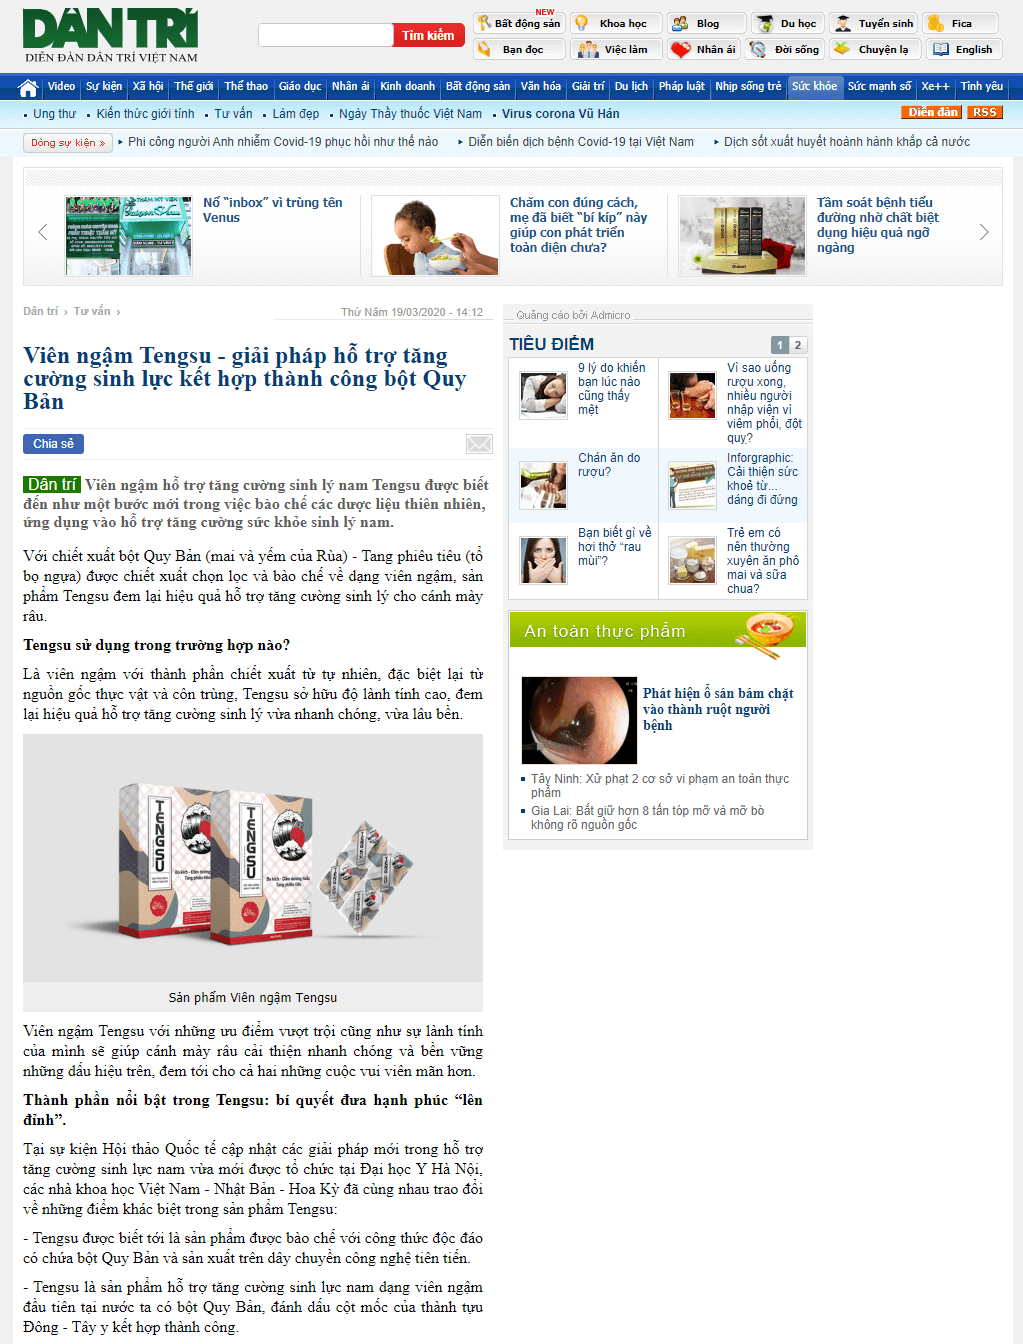 DÂN TRÍ
DIỄN ĐÀN DÂN TRÍ VIỆT NAM
Tìm kiếm
NEW
Bất động sản
Khoa học
Blog
Du học
Tuyển sinh
Fica
Bạn đọc
Việc làm
Nhân ái
Đời sống
Chuyện lạ
English
Video Sự kiện Xã hội Thế giới Thể thao Giáo dục Nhân ái Kinh doanh Bất động sản Văn hóa Giải trí Du lịch Pháp luật Nhịp sống trẻ Sức khỏe Sức mạnh số Xe++ Tình yêu
Ung thư Kiến thức giới tính Tư vấn Làm đẹp Ngày Thầy thuốc Việt Nam Virus corona Vũ Hán
Diễn đàn RSS
Dòng sự kiện »
Phi công người Anh nhiễm Covid-19 phục hồi như thế nào
Diễn biến dịch bệnh Covid-19 tại Việt Nam
Dịch sốt xuất huyết hoành hành khắp cả nước
Nổ “inbox” vì trùng tên
Venus
Chăm con đúng cách,
mẹ đã biết “bí kíp” này
giúp con phát triển
toàn diện chưa?
Tầm soát bệnh tiểu
đường nhờ chất biệt
dụng hiệu quả ngỡ
ngàng
Dân trí › Tư vấn ›
Thứ Năm 19/03/2020 - 14:12
Viên ngậm Tengsu - giải pháp hỗ trợ tăng
cường sinh lực kết hợp thành công bột Quy
Bản
Chia sẻ
Dân trí Viên ngậm hỗ trợ tăng cường sinh lý nam Tengsu được biết
đến như một bước mới trong việc bào chế các dược liệu thiên nhiên,
ứng dụng vào hỗ trợ tăng cường sức khỏe sinh lý nam.
Với chiết xuất bột Quy Bản (mai và yếm của Rùa) - Tang phiêu tiêu (tổ
bọ ngựa) được chiết xuất chọn lọc và bào chế về dạng viên ngậm, sản
phẩm Tengsu đem lại hiệu quả hỗ trợ tăng cường sinh lý cho cánh mày
râu.
Tengsu sử dụng trong trường hợp nào?
Là viên ngậm với thành phần chiết xuất từ tự nhiên, đặc biệt lại từ
nguồn gốc thực vật và côn trùng, Tengsu sở hữu độ lành tính cao, đem
lại hiệu quả hỗ trợ tăng cường sinh lý vừa nhanh chóng, vừa lâu bền.
TENGSU
TENGSU
Sản phẩm Viên ngậm Tengsu
Viên ngậm Tengsu với những ưu điểm vượt trội cũng như sự lành tính
của mình sẽ giúp cánh mày râu cải thiện nhanh chóng và bền vững
những dấu hiệu trên, đem tới cho cả hai những cuộc vui viên mãn hơn.
Thành phần nổi bật trong Tengsu: bí quyết đưa hạnh phúc “lên
đỉnh”.
Tại sự kiện Hội thảo Quốc tế cập nhật các giải pháp mới trong hỗ trợ
tăng cường sinh lực nam vừa mới được tổ chức tại Đại học Y Hà Nội,
các nhà khoa học Việt Nam - Nhật Bản - Hoa Kỳ đã cùng nhau trao đổi
về những điểm khác biệt trong sản phẩm Tengsu:
- Tengsu được biết tới là sản phẩm được bào chế với công thức độc đáo
có chứa bột Quy Bản và sản xuất trên dây chuyền công nghệ tiên tiến.
- Tengsu là sản phẩm hỗ trợ tăng cường sinh lực nam dạng viên ngậm
đầu tiên tại nước ta có bột Quy Bản, đánh dấu cột mốc của thành tựu
Đông - Tây y kết hợp thành công.
Quảng cáo bởi Admicro
TIÊU ĐIỂM
1 2
9 lý do khiến
bạn lúc nào
cũng thấy
mệt
Vì sao uống
rượu xong,
nhiều người
nhập viện vì
viêm phổi, đột
quỵ?
Chán ăn do
rượu?
Inforgraphic:
Cải thiện sức
khoẻ từ...
dáng đi đứng
Bạn biết gì về
hơi thở “rau
mùi”?
Trẻ em có
nên thường
xuyên ăn phô
mai và sữa
chua?
An toàn thực phẩm
Phát hiện ổ sán bám chặt
vào thành ruột người
bệnh
Tây Ninh: Xử phạt 2 cơ sở vi phạm an toàn thực
phẩm
Gia Lai: Bắt giữ hơn 8 tấn tóp mỡ và mỡ bò
không rõ nguồn gốc